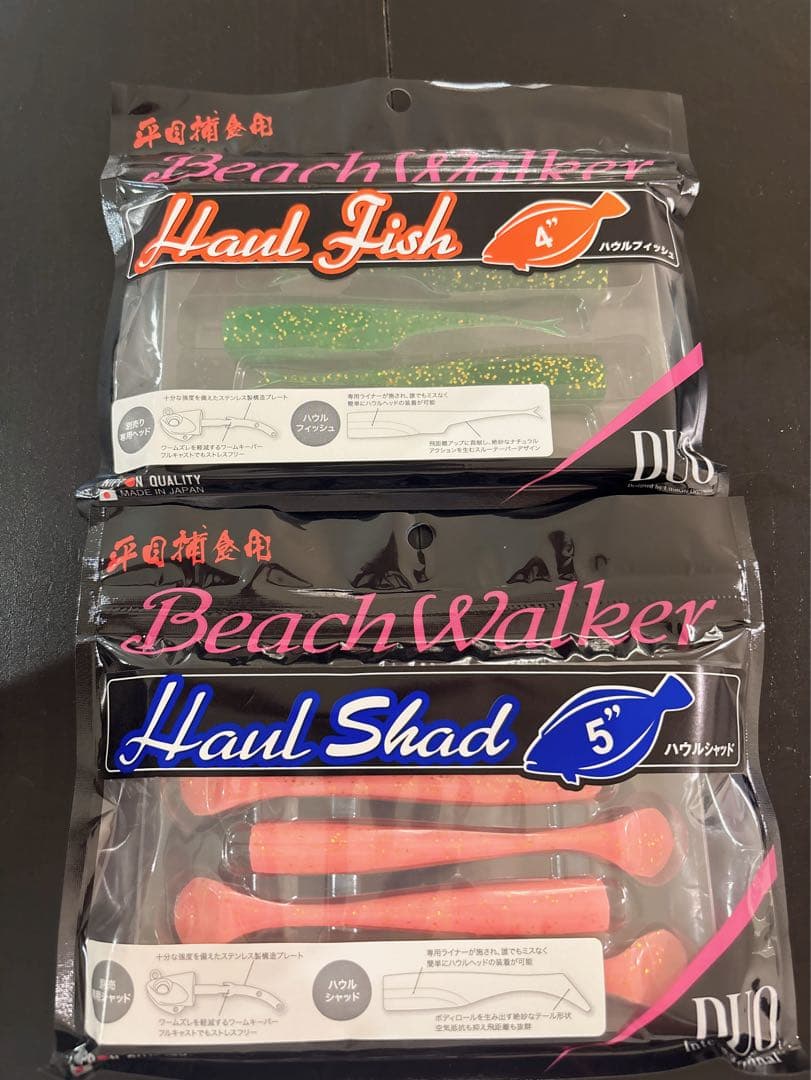 平目捕食用
Beach Walker
Haul Fish
4”
ハウルフィッシュ
十分な強度を備えたステンレス製構造プレート
別売り
専用ヘッド
ワームズレを軽減するワームキーパー
フルキャストでもストレスフリー
ハウル
フィッシュ
専用ライナーが施され、誰でもミスなく
簡単にハウルヘッドの装着が可能
飛距離アップに貢献し、絶妙なナチュラル
アクションを生むスルーテーパーデザイン
NIPPON QUALITY
MADE IN JAPAN
DUO
平目捕食用
Beach Walker
Haul Shad
5”
ハウルシャッド
十分な強度を備えたステンレス製構造プレート
ワームズレを軽減するワームキーパー
フルキャストでもストレスフリー
ハウル
シャッド
専用ライナーが施され、誰でもミスなく
簡単にハウルヘッドの装着が可能
ボディロールを生み出す絶妙なテール形状
空気抵抗も抑え飛距離も抜群
QUALITY
DUO